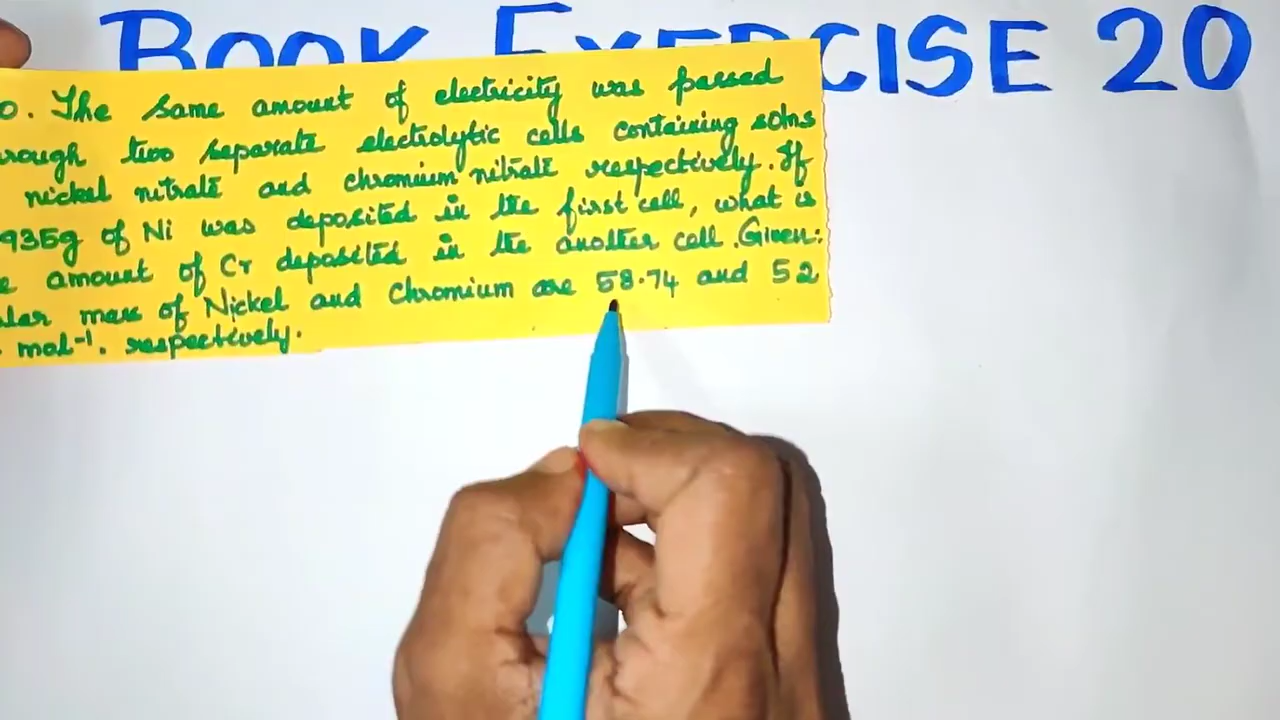 BOOK EXERCISE 20
0. The same amount of electricity was passed
rough two separate electrolytic cells containing solns
nickel nitrate and chromium nitrate respectively. If
935g of Ni was deposited in the first cell, what is
e amount of Cr deposited in the another cell. Given:
lar mass of Nickel and Chromium are 58.74 and 52
mol-1. respectively.